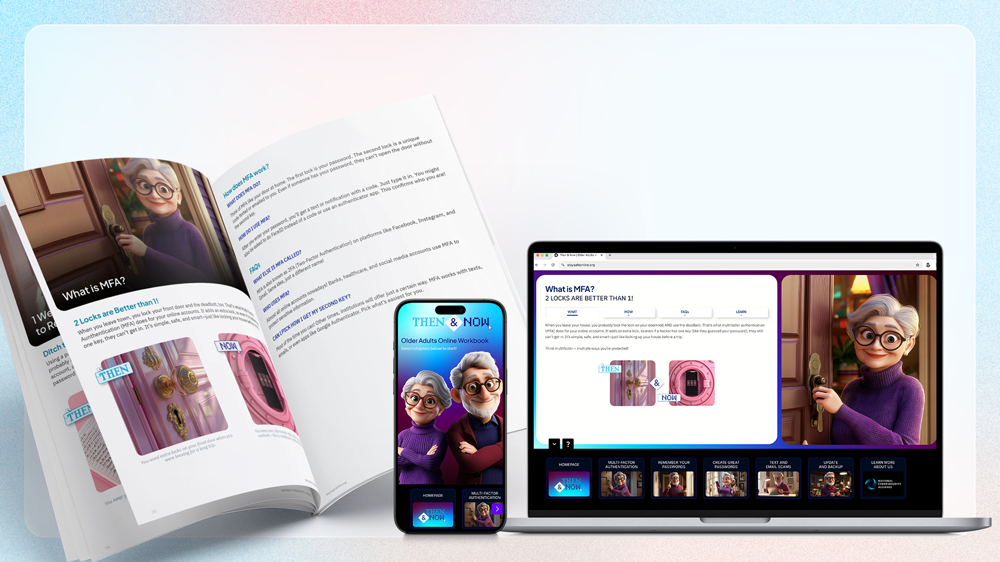 What is MFA?
2 Locks are Better than 1!
When you leave town, you lock your front door and the deadbolt, too. That's what
Aunthentication (MFA) does for your online accounts. It adds an extra lock, so even if a
one key, they can't get in. It's simple, safe, and smart—just like locking your house before
THEN
NOW
You used extra locks on your front door when you
were leaving for a long trip.
You keep your information safe
methods – this is
20
1 We
to Re
Ditch t
Using a p
probably
account,
password
THEN
You keep y
16
How does MFA work?
WHAT DOES MFA DO?
Think of MFA like your door at home. The first lock is your password. The second lock is a unique
code texted or emailed to you. Even if someone has your password, they can't open the door without
the second key.
HOW DO I USE MFA?
After you enter your password, you'll get a text or notification with a code. Just type it in. You might
also be asked to do FaceID instead of a code or use an authenticator app. This confirms who you are!
FAQs
WHAT ELSE IS MFA CALLED?
MFA is also known as 2FA (Two-Factor Authentication) on platforms like Facebook, Instagram, and
Gmail. Same idea, just a different name!
WHO USES MFA?
Almost all online accounts nowadays! Banks, healthcare, and social media accounts use MFA to
protect sensitive information.
CAN I PICK HOW I GET MY SECOND KEY?
Most of the time you can! Other times, institutions will offer just a certain way. MFA works with texts,
emails, or even apps like Google Authenticator. Pick what's easiest for you.
StaySafeOnline.org
THEN & NOW
Older Adults Online Workbook
Select chapters below to start!
HOMEPAGE
THEN
& NOW
MULTI-FACTOR
AUTHENTICATION
Then & Now | Older Adults
staysafeonline.org
What is MFA?
2 LOCKS ARE BETTER THAN 1!
WHAT
HOW
FAQs
LEARN
When you leave your house, you probably lock the lock on your doorknob AND use the deadbolt. That's what multifactor authentication
(MFA) does for your online accounts. It adds an extra lock, so even if a hacker has one key (like they guessed your password), they still
can't get in. It's simple, safe, and smart—just like locking up your house before a trip.
Think multifactor = multiple ways you're protected!
THEN
&
NOW
?
HOMEPAGE
THEN
& NOW
MULTI-FACTOR
AUTHENTICATION
REMEMBER YOUR
PASSWORDS
CREATE GREAT
PASSWORDS
TEXT AND
EMAIL SCAMS
UPDATE
AND BACKUP
LEARN MORE
ABOUT US
NATIONAL
CYBERSECURITY
ALLIANCE